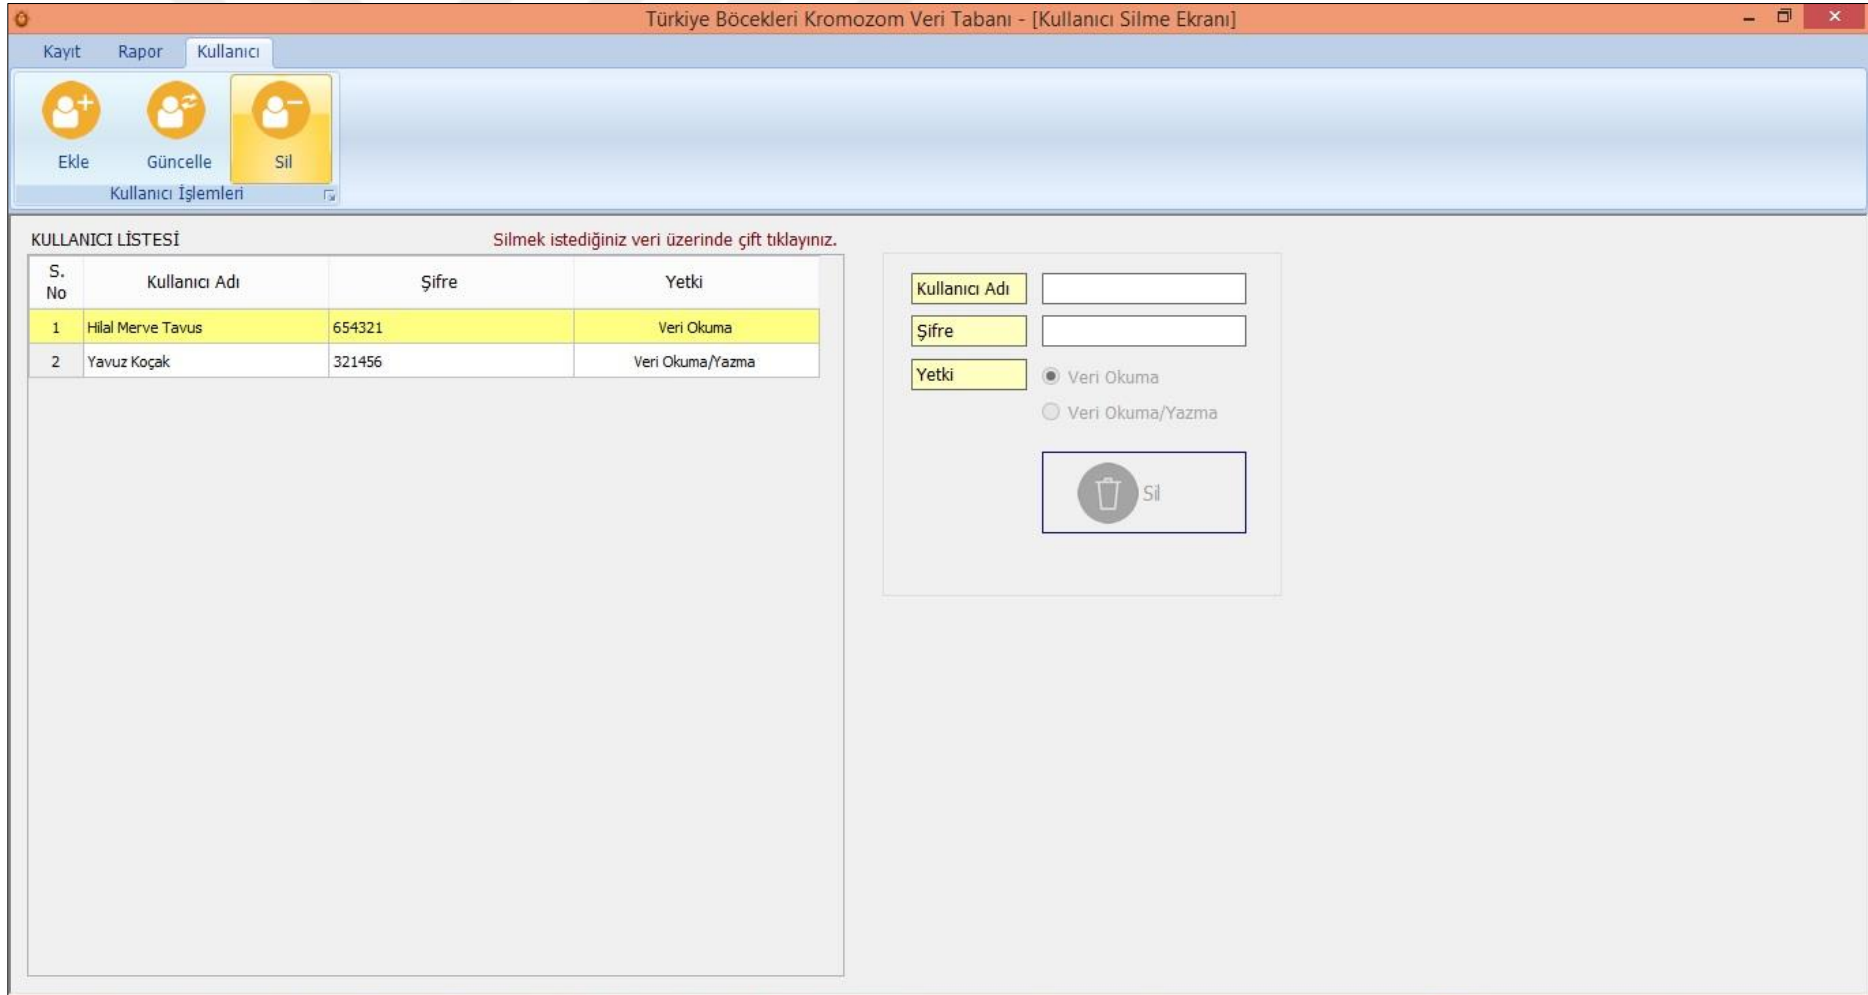 Türkiye Böcekleri Kromozom Veri Tabanı - [Kullanıcı Silme Ekranı]
Kayıt Rapor Kullanıcı
Ekle Güncelle Sil
Kullanıcı İşlemleri
KULLANICI LİSTESİ Silmek istediğiniz veri üzerinde çift tıklayınız.
S. No Kullanıcı Adı Şifre Yetki
1 Hilal Merve Tavus 654321 Veri Okuma
2 Yavuz Koçak 321456 Veri Okuma/Yazma
Kullanıcı Adı
Şifre
Yetki Veri Okuma
Veri Okuma/Yazma
Sil